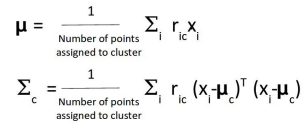 μ = 1 / Number of points assigned to cluster Σ_i r_ic x_i
Σ_c = 1 / Number of points assigned to cluster Σ_i r_ic (x_i-μ_c)^T (x_i-μ_c)